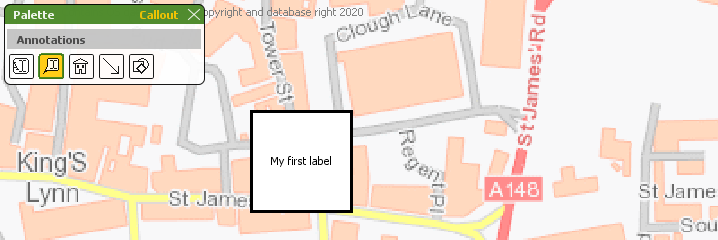 Palette Callout
opyright and database right 2020
Annotations
Clough Lane
Tower St
St James' Rd
My first label
King'S
Lynn
Regent Pl
A148
St James
St James
Sou